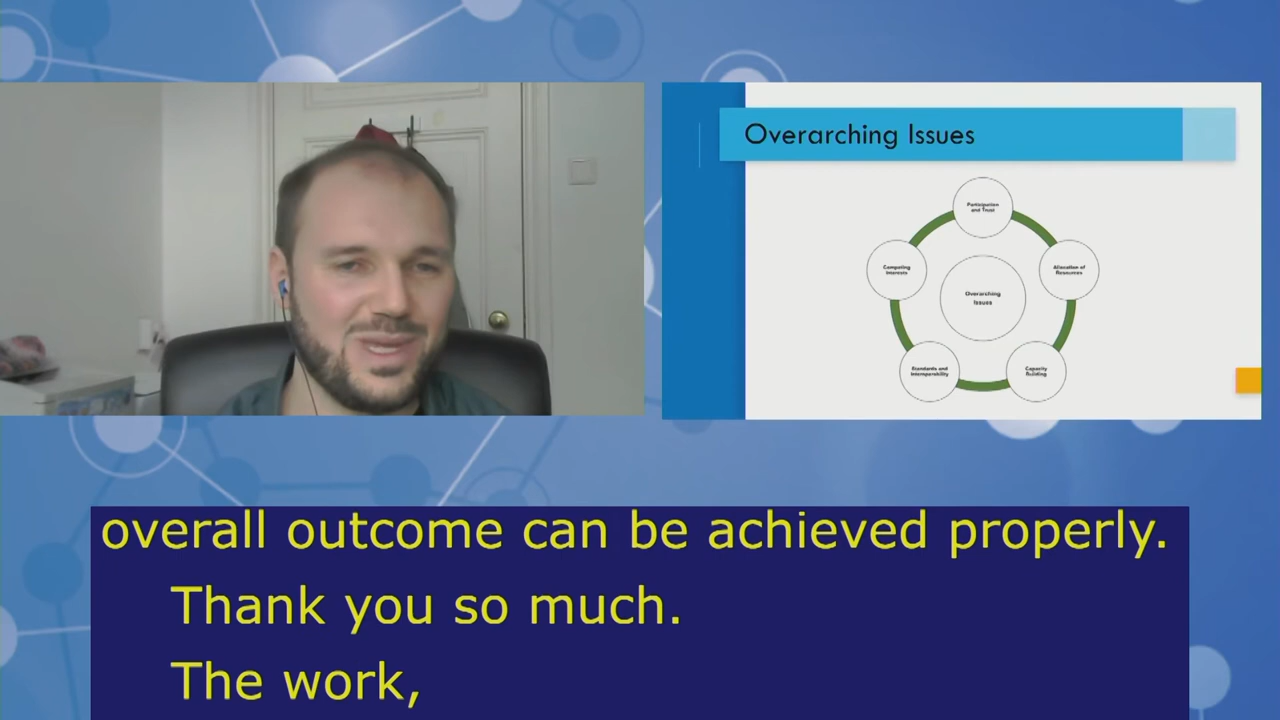 Overarching Issues
Participation
and Trust
Competing
Interests
Allocation of
Resources
Overarching
Issues
Standards and
Interoperability
Capacity
Building
overall outcome can be achieved properly.
Thank you so much.
The work,